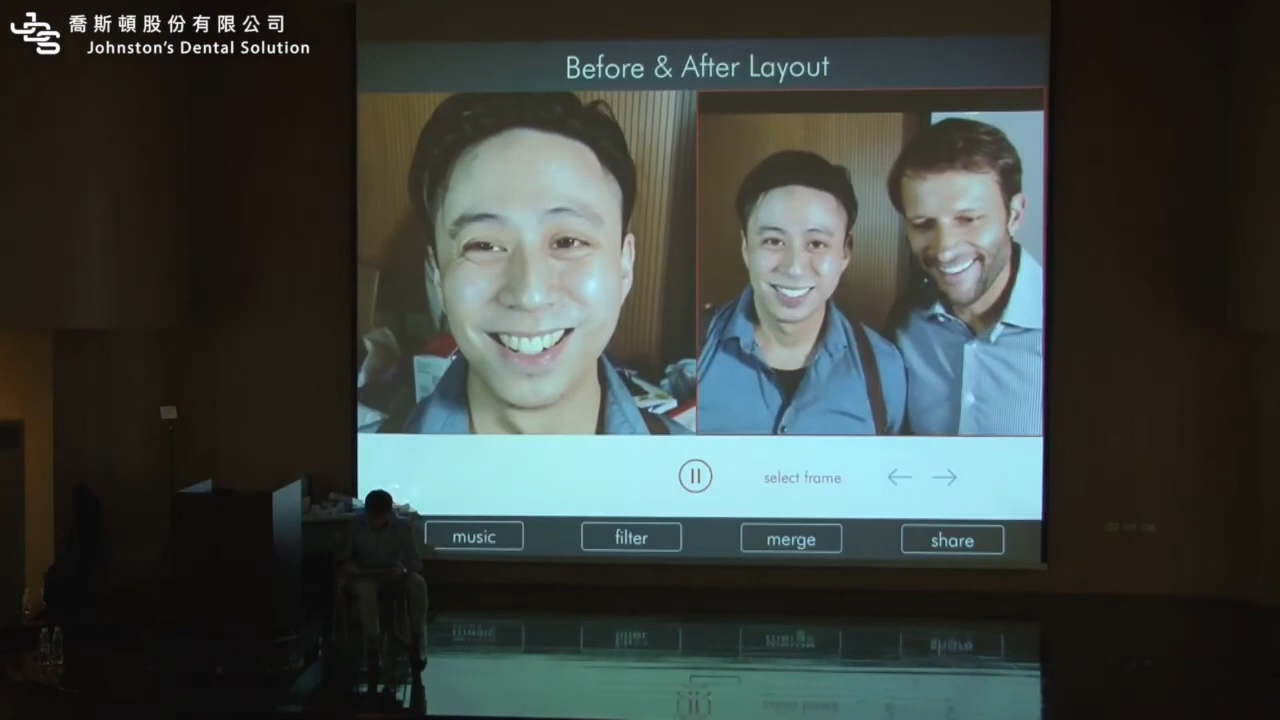 JDS
喬斯頓股份有限公司
Johnston's Dental Solution
Before & After Layout
select frame
music
filter
merge
share